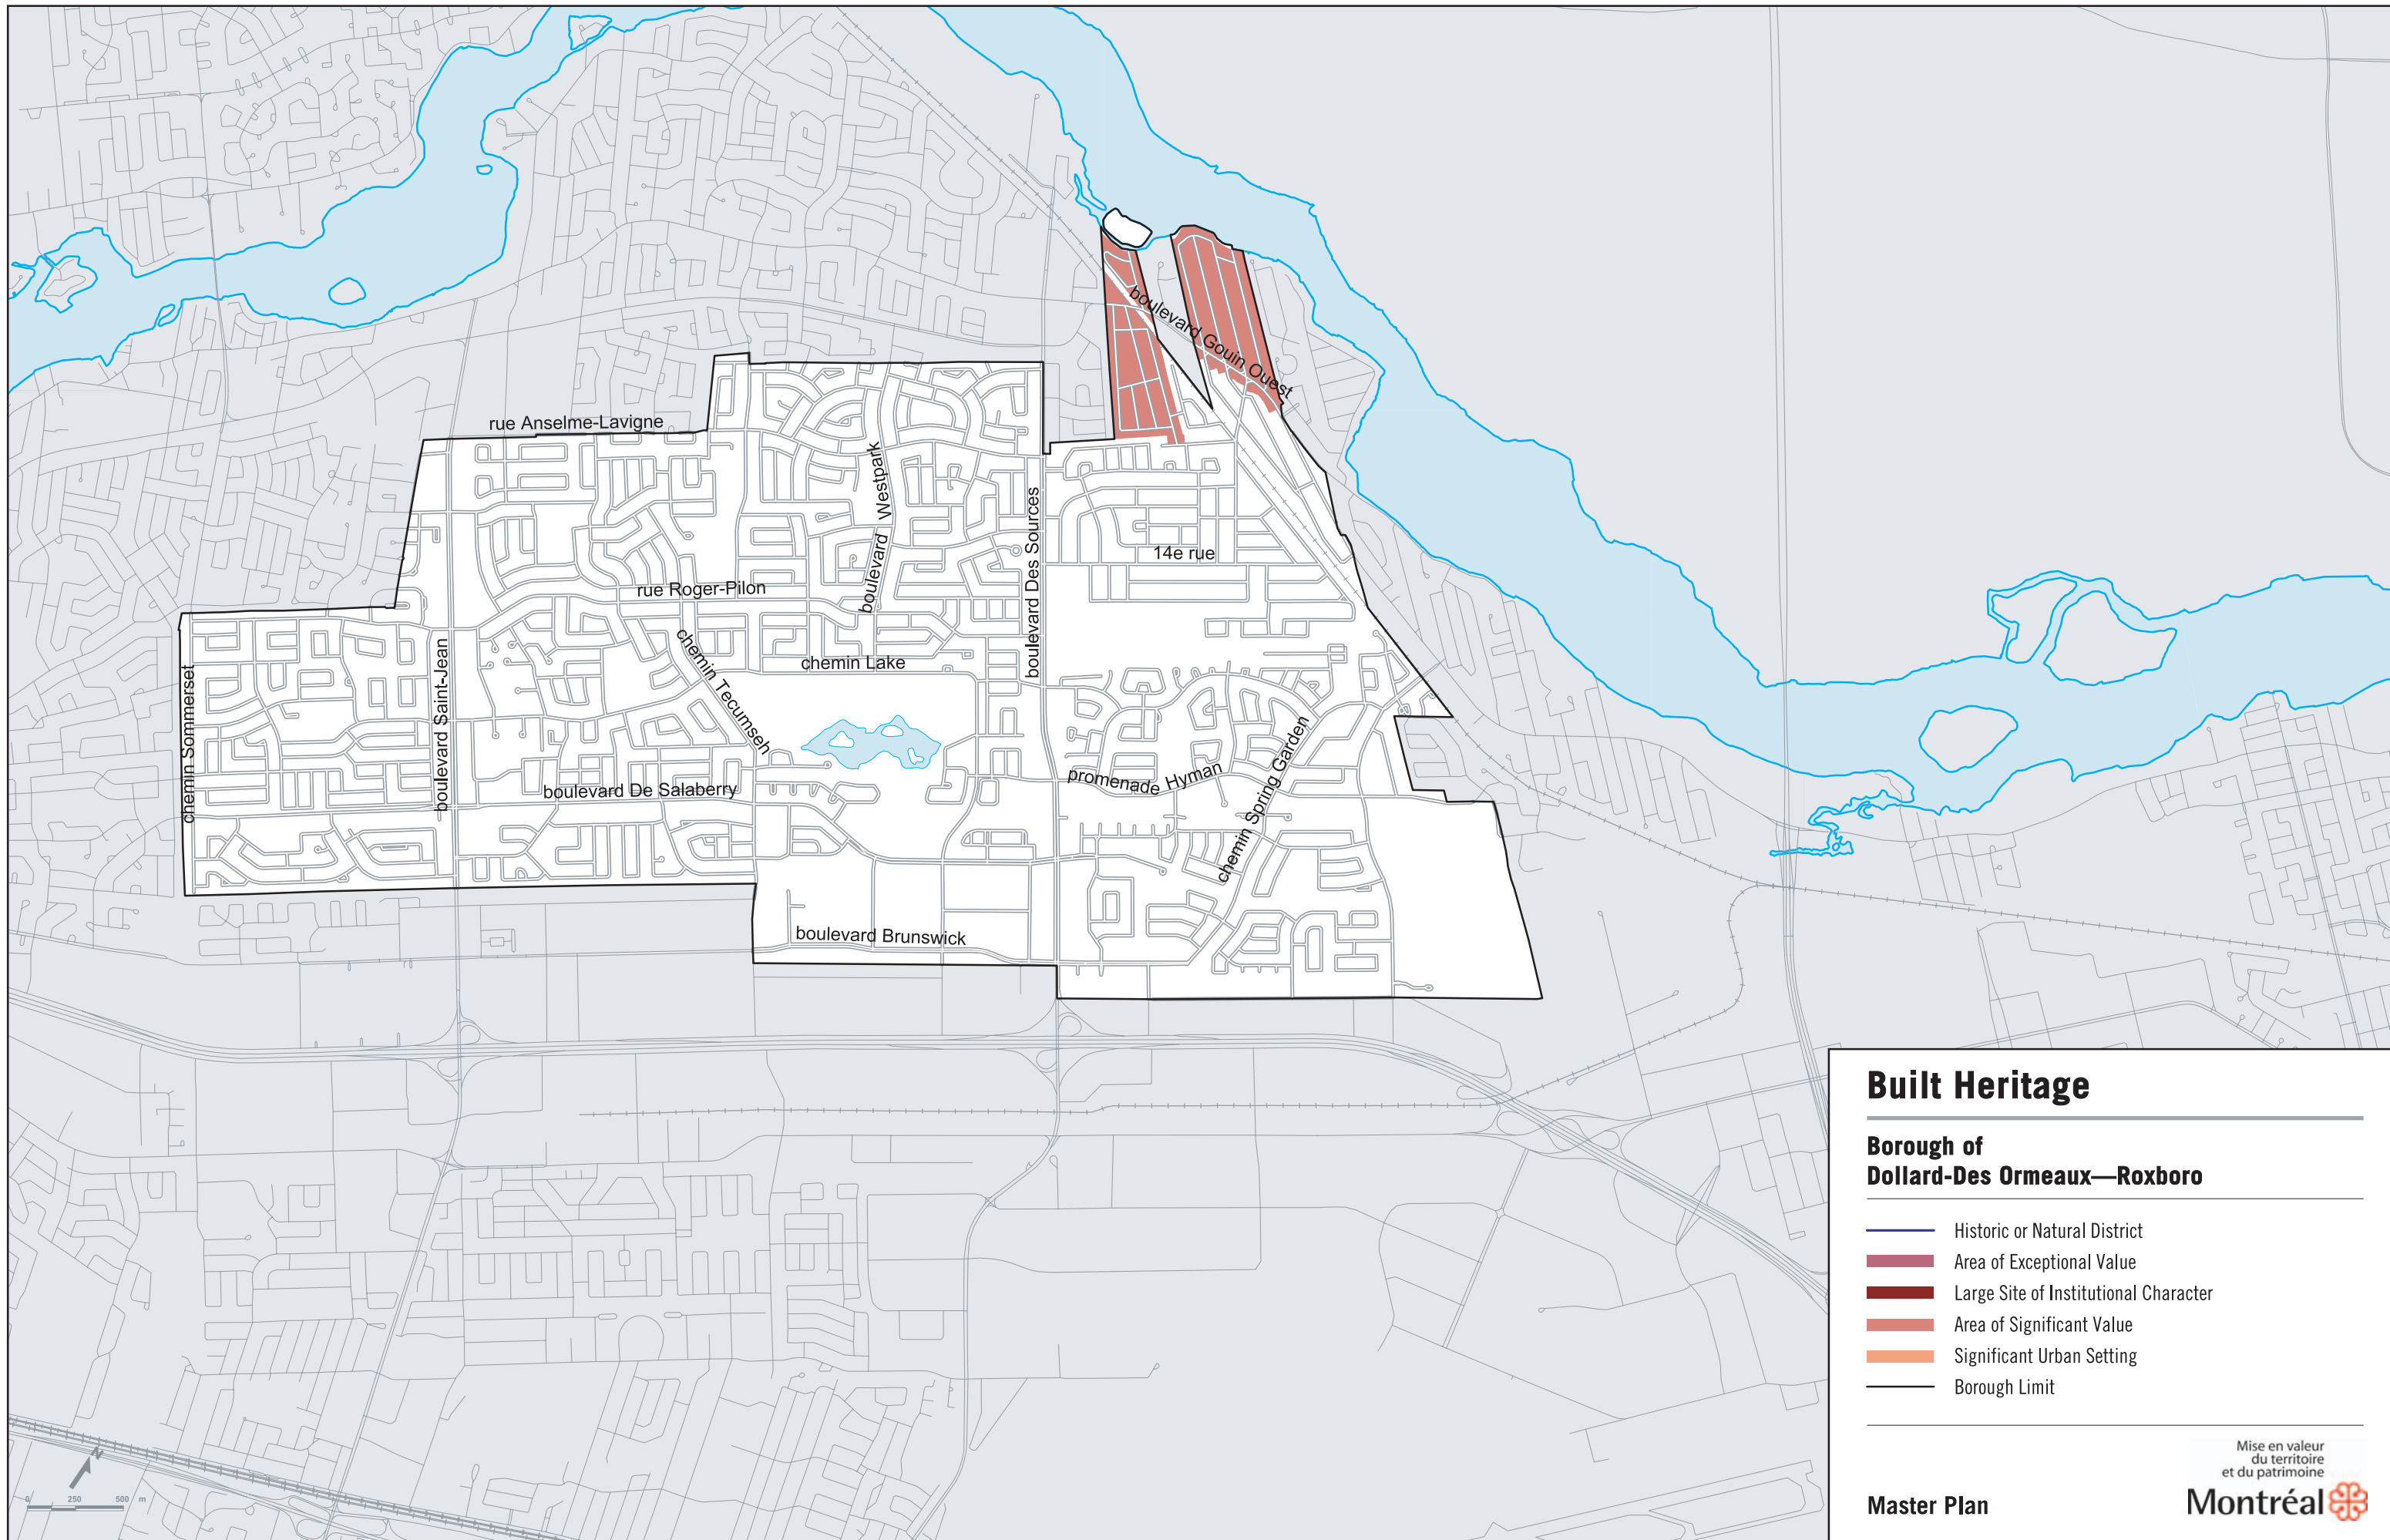 boulevard Gouin Ouest
rue Anselme-Lavigne
boulevard Westpark
boulevard Des Sources
14e rue
rue Roger-Pilon
chemin Tecumseh
chemin Lake
chemin Sommerset
boulevard Saint-Jean
boulevard De Salaberry
promenade Hyman
chemin Spring Garden
boulevard Brunswick
Built Heritage
Borough of
Dollard-Des Ormeaux—Roxboro
Historic or Natural District
Area of Exceptional Value
Large Site of Institutional Character
Area of Significant Value
Significant Urban Setting
Borough Limit
Mise en valeur
du territoire
et du patrimoine
Master Plan
Montréal
N
0 250 500 m